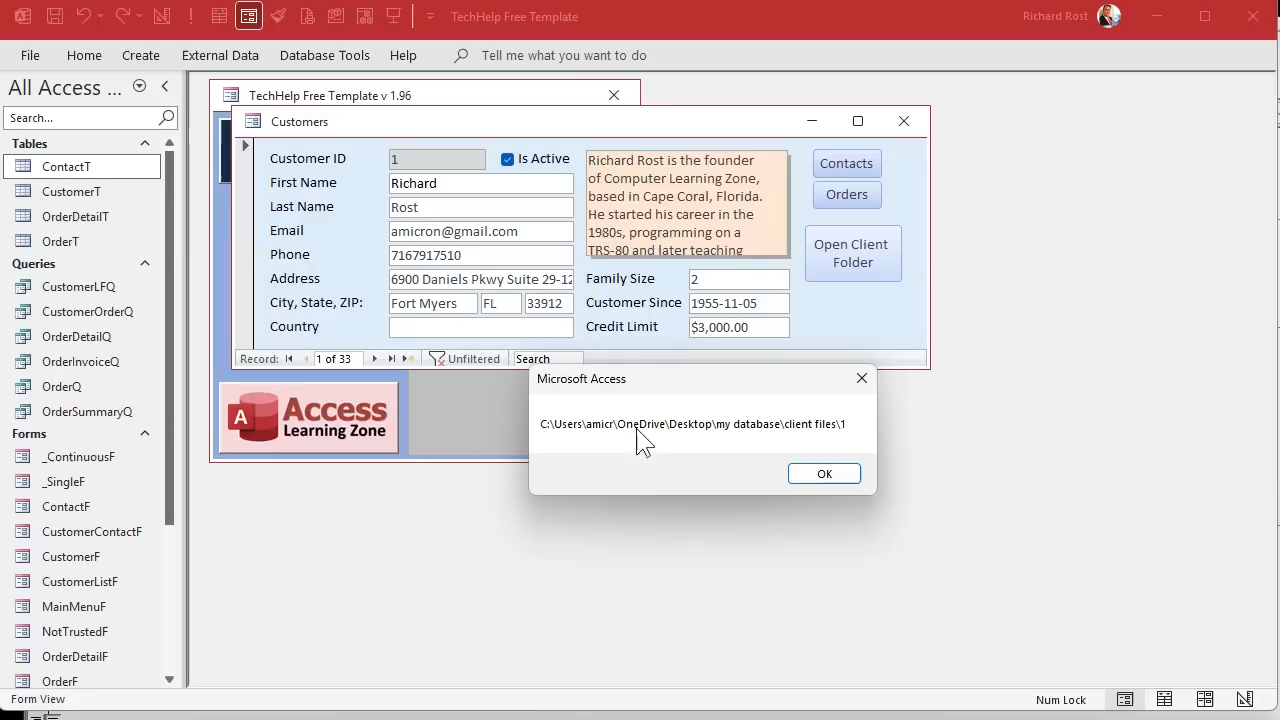 TechHelp Free Template
Richard Rost
File Home Create External Data Database Tools Help Tell me what you want to do
All Access ...
Search...
Tables
ContactT
CustomerT
OrderDetailT
OrderT
Queries
CustomerLFQ
CustomerOrderQ
OrderDetailQ
OrderInvoiceQ
OrderQ
OrderSummaryQ
Forms
_ContinuousF
_SingleF
ContactF
CustomerContactF
CustomerF
CustomerListF
MainMenuF
NotTrustedF
OrderDetailF
OrderF
TechHelp Free Template v 1.96
Customers
Customer ID 1 Is Active
First Name Richard
Last Name Rost
Email amicron@gmail.com
Phone 7167917510
Address 6900 Daniels Pkwy Suite 29-12
City, State, ZIP: Fort Myers FL 33912
Country
Richard Rost is the founder
of Computer Learning Zone,
based in Cape Coral, Florida.
He started his career in the
1980s, programming on a
TRS-80 and later teaching
Family Size 2
Customer Since 1955-11-05
Credit Limit $3,000.00
Contacts
Orders
Open Client
Folder
Record: 1 of 33 Unfiltered Search
A Access
Learning Zone
Microsoft Access
C:\Users\amicr\OneDrive\Desktop\my database\client files\1
OK
Form View
Num Lock